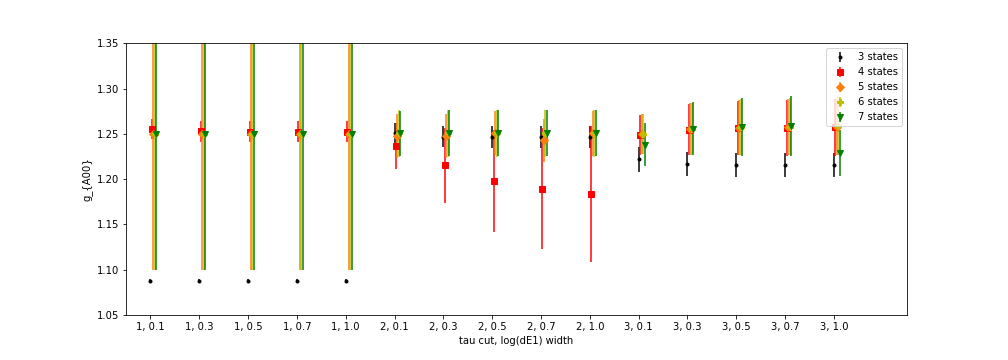 1.35
1.30
1.25
1.20
1.15
1.10
1.05
g_{A00}
3 states
4 states
5 states
6 states
7 states
1, 0.1 1, 0.3 1, 0.5 1, 0.7 1, 1.0 2, 0.1 2, 0.3 2, 0.5 2, 0.7 2, 1.0 3, 0.1 3, 0.3 3, 0.5 3, 0.7 3, 1.0
tau cut, log(dE1) width